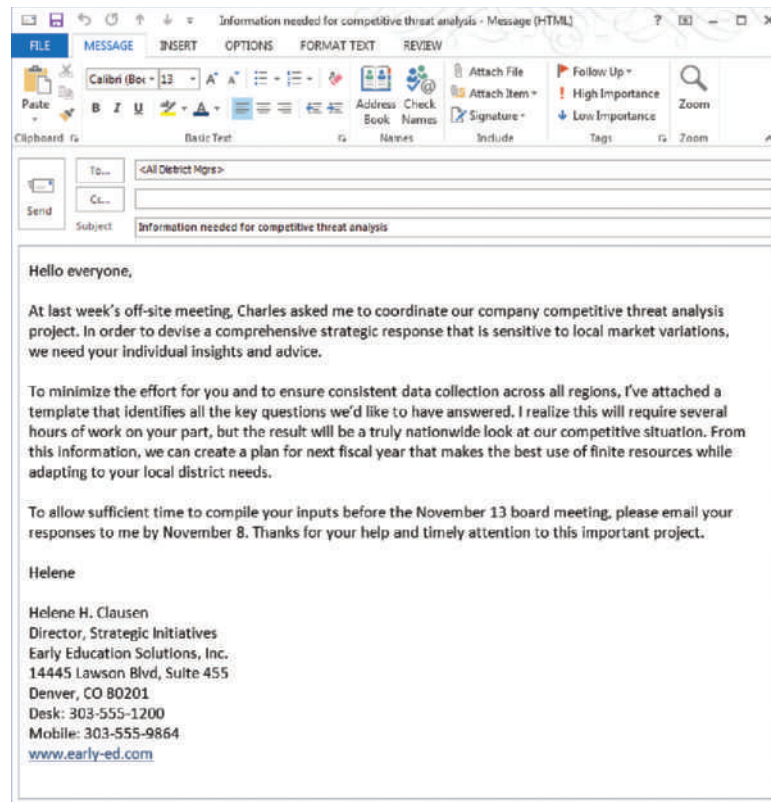 Information needed for competitive threat analysis - Message (HTML)
FILE MESSAGE INSERT OPTIONS FORMAT TEXT REVIEW
Calibri (Boc 13 A A Attach File Follow Up
Paste Attach Item High Importance Zoom
B I U A Address Check Signature Low Importance
Book Names
Clipboard Basic Text Names Include Tags Zoom
To... <All District Mgrs>
Cc...
Send
Subject Information needed for competitive threat analysis
Hello everyone,
At last week's off-site meeting, Charles asked me to coordinate our company competitive threat analysis
project. In order to devise a comprehensive strategic response that is sensitive to local market variations,
we need your individual insights and advice.
To minimize the effort for you and to ensure consistent data collection across all regions, I've attached a
template that identifies all the key questions we'd like to have answered. I realize this will require several
hours of work on your part, but the result will be a truly nationwide look at our competitive situation. From
this information, we can create a plan for next fiscal year that makes the best use of finite resources while
adapting to your local district needs.
To allow sufficient time to compile your inputs before the November 13 board meeting, please email your
responses to me by November 8. Thanks for your help and timely attention to this important project.
Helene
Helene H. Clausen
Director, Strategic Initiatives
Early Education Solutions, Inc.
14445 Lawson Blvd, Suite 455
Denver, CO 80201
Desk: 303-555-1200
Mobile: 303-555-9864
www.early-ed.com